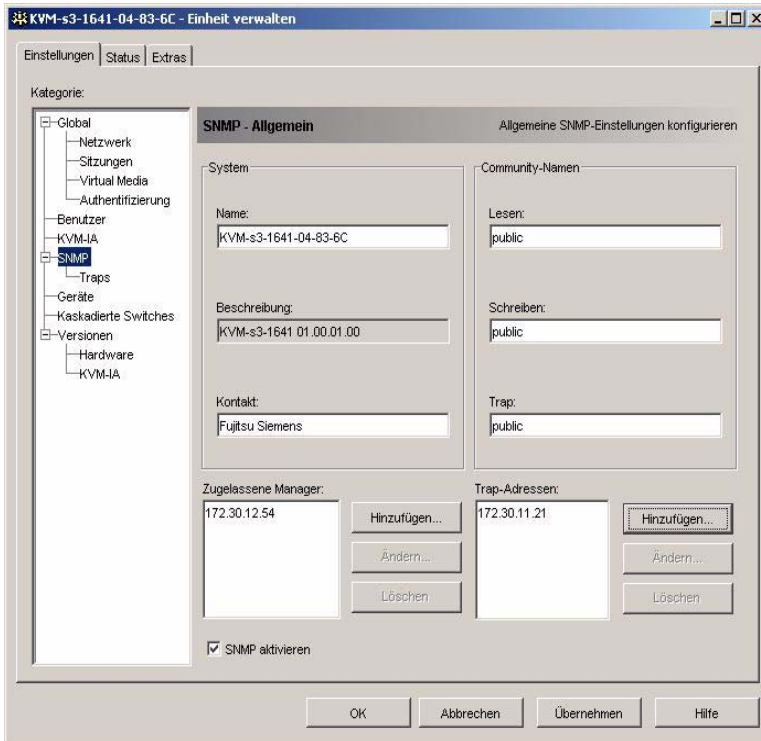 KVM-s3-1641-04-83-6C - Einheit verwalten
Einstellungen Status Extras
Kategorie:
Global
Netzwerk
Sitzungen
Virtual Media
Authentifizierung
Benutzer
KVM-IA
SNMP
Traps
Geräte
Kaskadierte Switches
Versionen
Hardware
KVM-IA
SNMP - Allgemein Allgemeine SNMP-Einstellungen konfigurieren
System
Name:
KVM-s3-1641-04-83-6C
Beschreibung:
KVM-s3-1641 01.00.01.00
Kontakt:
Fujitsu Siemens
Community-Namen
Lesen:
public
Schreiben:
public
Trap:
public
Zugelassene Manager:
172.30.12.54
Hinzufügen...
Ändern...
Löschen
Trap-Adressen:
172.30.11.21
Hinzufügen...
Ändern...
Löschen
SNMP aktivieren
OK Abbrechen Übernehmen Hilfe